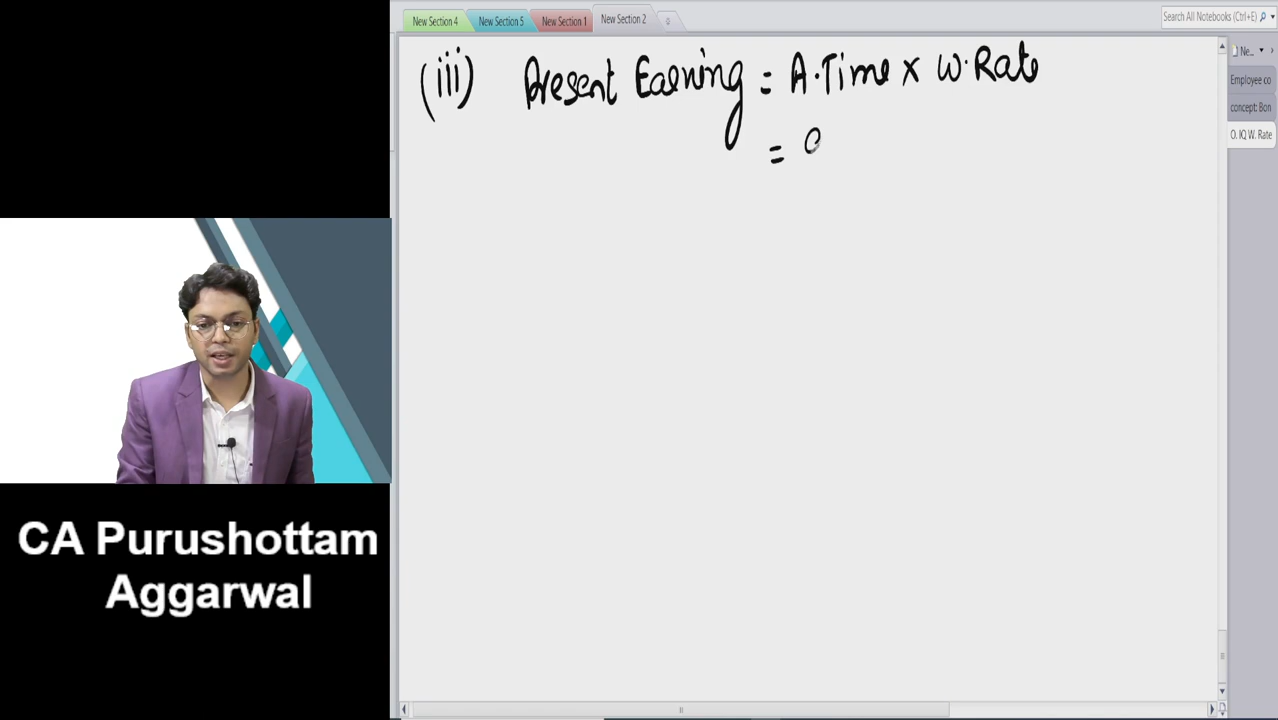 New Section 4
New Section 5
New Section 1
New Section 2
Search All Notebooks (Ctrl+E)
Ne...
Employee co
concept: Bon
O. IQ W. Rate
(iii) Present Earning = A.Time × W.Rate
=
CA Purushottam
Aggarwal